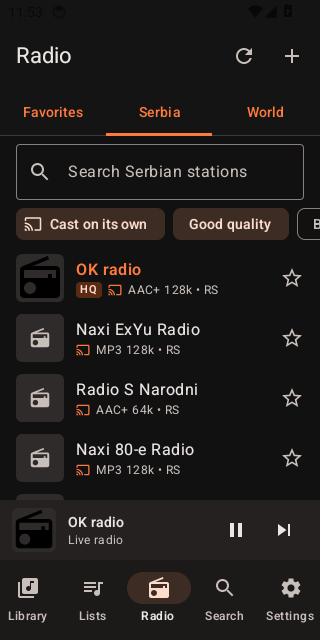 11:53
Radio
Favorites
Serbia
World
Search Serbian stations
Cast on its own
Good quality
OK radio
HQ AAC+ 128k • RS
Naxi ExYu Radio
MP3 128k • RS
Radio S Narodni
AAC+ 64k • RS
Naxi 80-e Radio
MP3 128k • RS
OK radio
Live radio
Library
Lists
Radio
Search
Settings